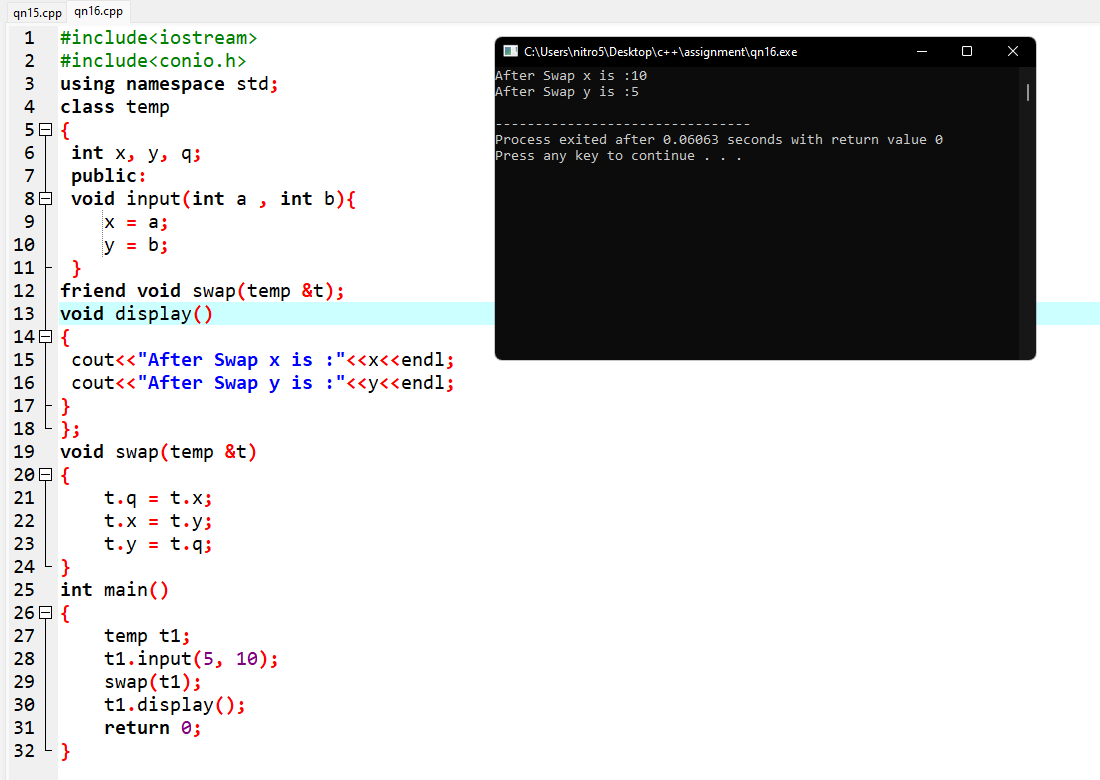 qn15.cpp qn16.cpp
1 #include<iostream>
2 #include<conio.h>
3 using namespace std;
4 class temp
5 {
6 int x, y, q;
7 public:
8 void input(int a , int b){
9 x = a;
10 y = b;
11 }
12 friend void swap(temp &t);
13 void display()
14 {
15 cout<<"After Swap x is :"<<x<<endl;
16 cout<<"After Swap y is :"<<y<<endl;
17 }
18 };
19 void swap(temp &t)
20 {
21 t.q = t.x;
22 t.x = t.y;
23 t.y = t.q;
24 }
25 int main()
26 {
27 temp t1;
28 t1.input(5, 10);
29 swap(t1);
30 t1.display();
31 return 0;
32 }
C:\Users\nitro5\Desktop\c++\assignment\qn16.exe
After Swap x is :10
After Swap y is :5
--------------------------------
Process exited after 0.06063 seconds with return value 0
Press any key to continue . . .